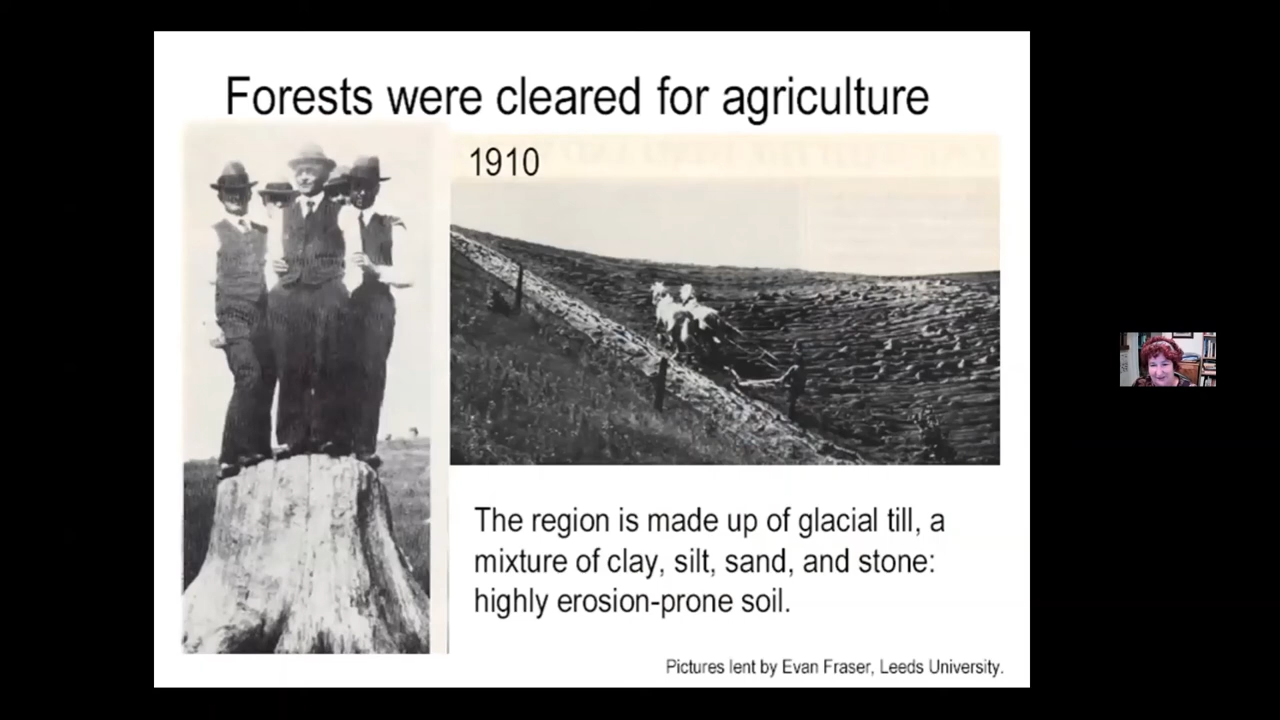 Forests were cleared for agriculture
1910
The region is made up of glacial till, a
mixture of clay, silt, sand, and stone:
highly erosion-prone soil.
Pictures lent by Evan Fraser, Leeds University.